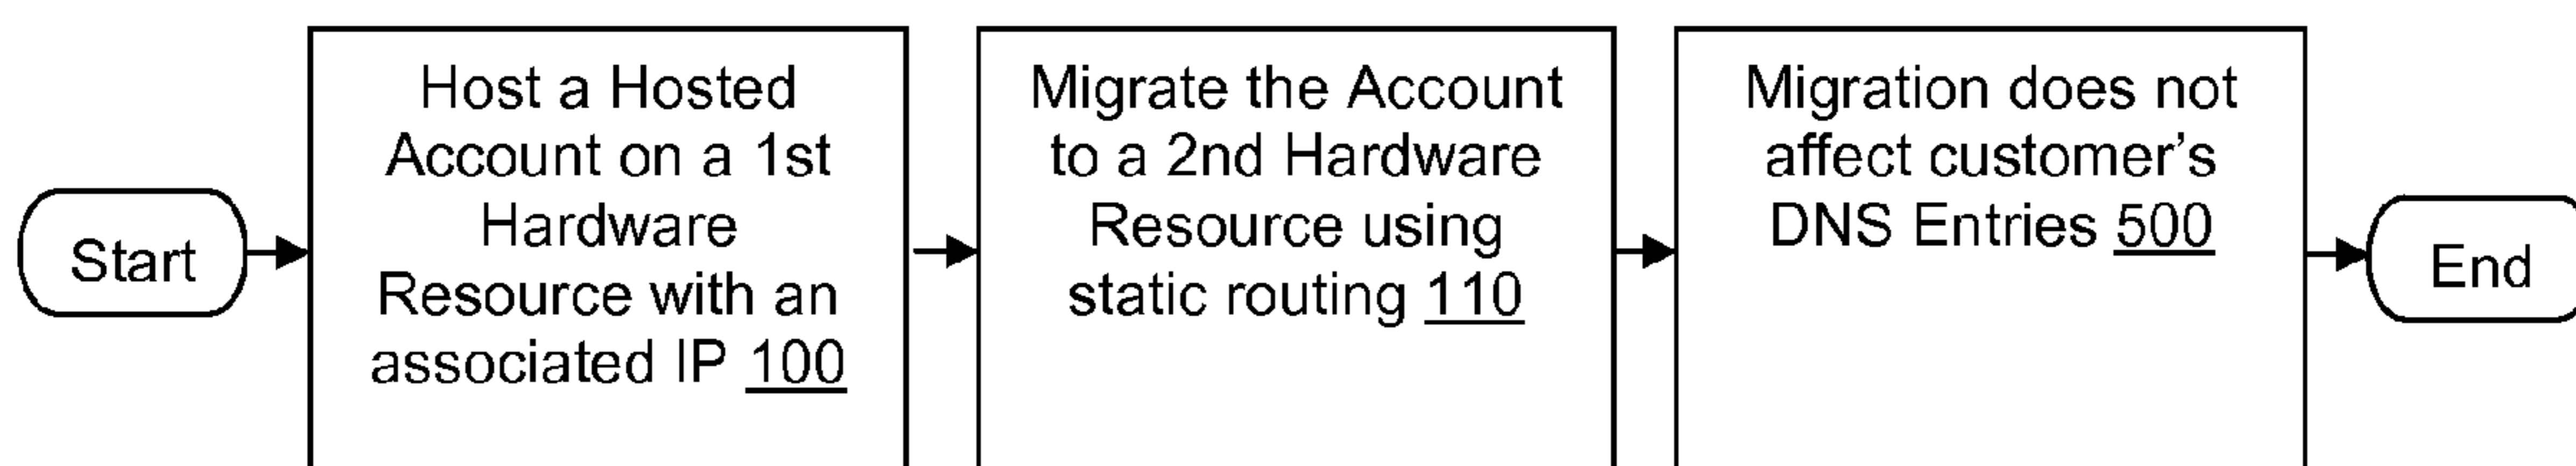 Start
Host a Hosted
Account on a 1st
Hardware
Resource with an
associated IP 100
Migrate the Account
to a 2nd Hardware
Resource using
static routing 110
Migration does not
affect customer’s
DNS Entries 500
End